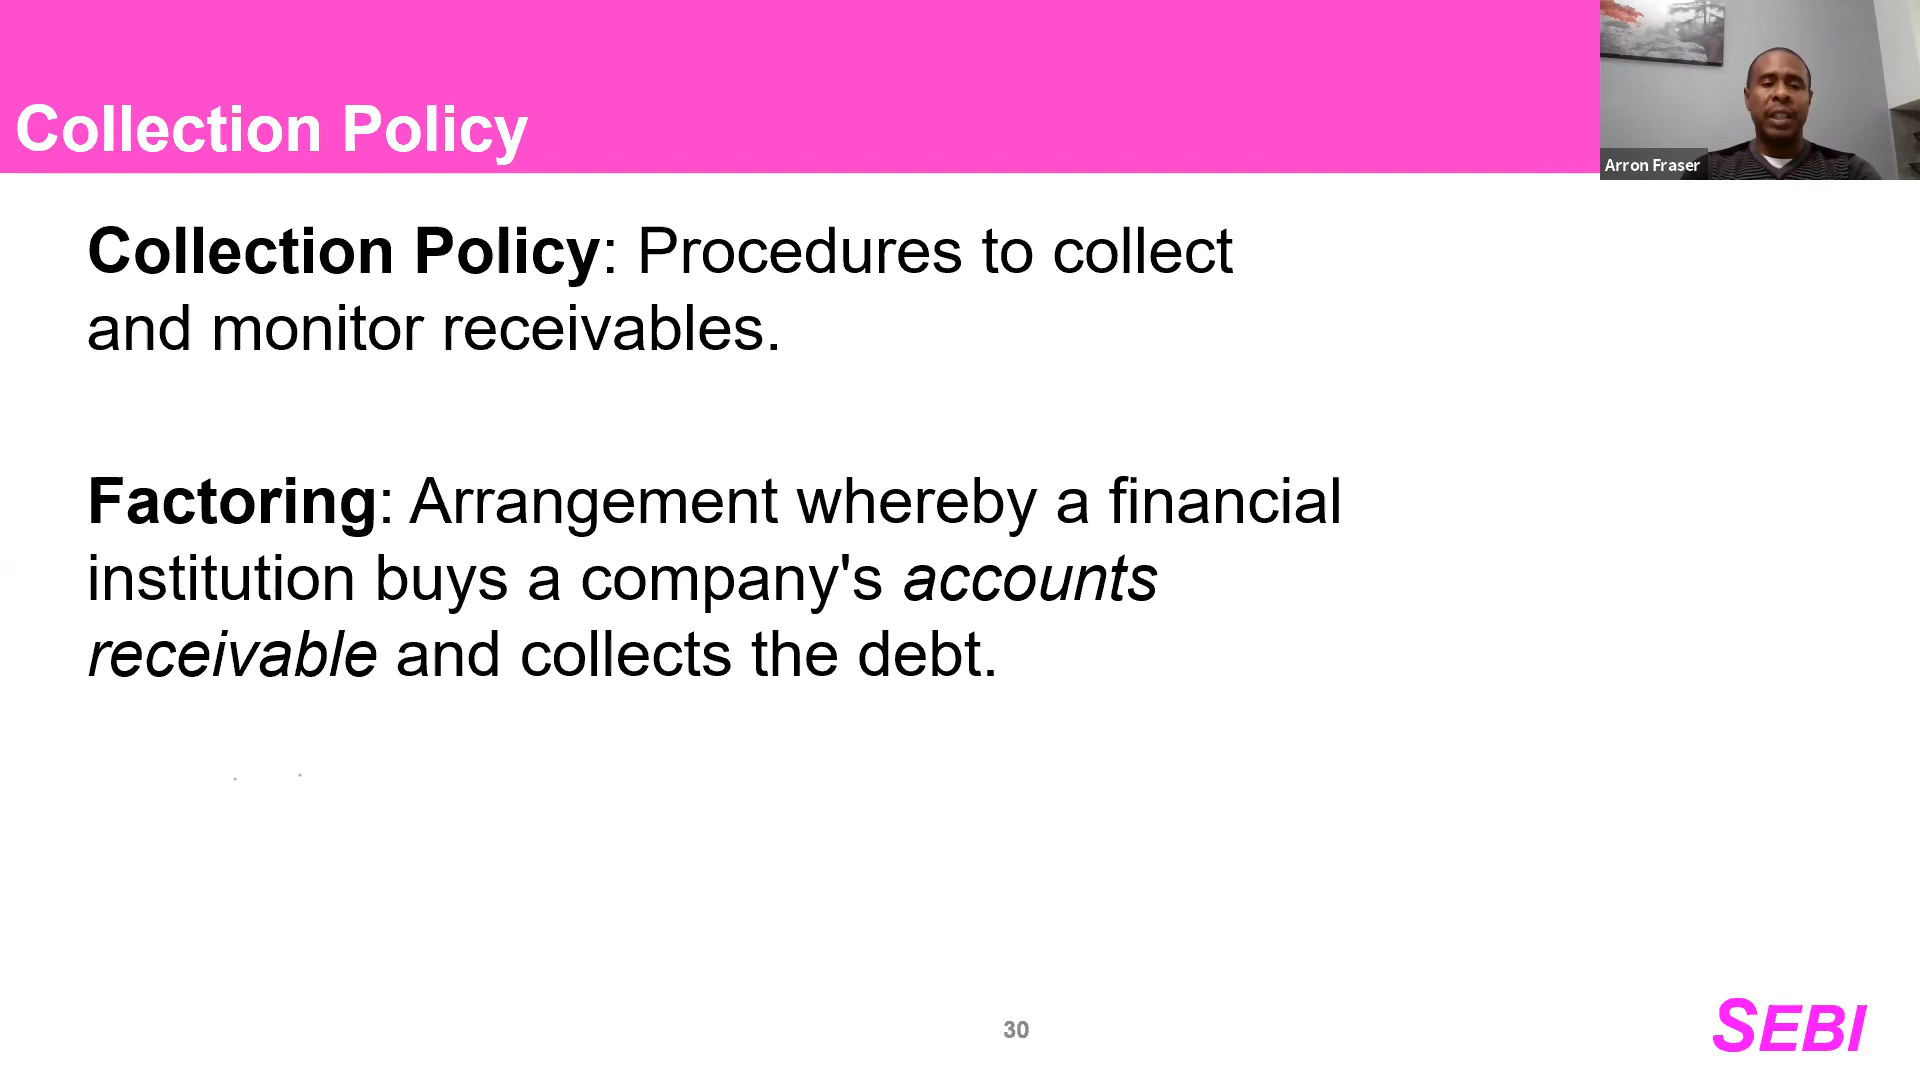 Collection Policy
Arron Fraser
Collection Policy: Procedures to collect
and monitor receivables.
Factoring: Arrangement whereby a financial
institution buys a company's accounts
receivable and collects the debt.
30
SEBI